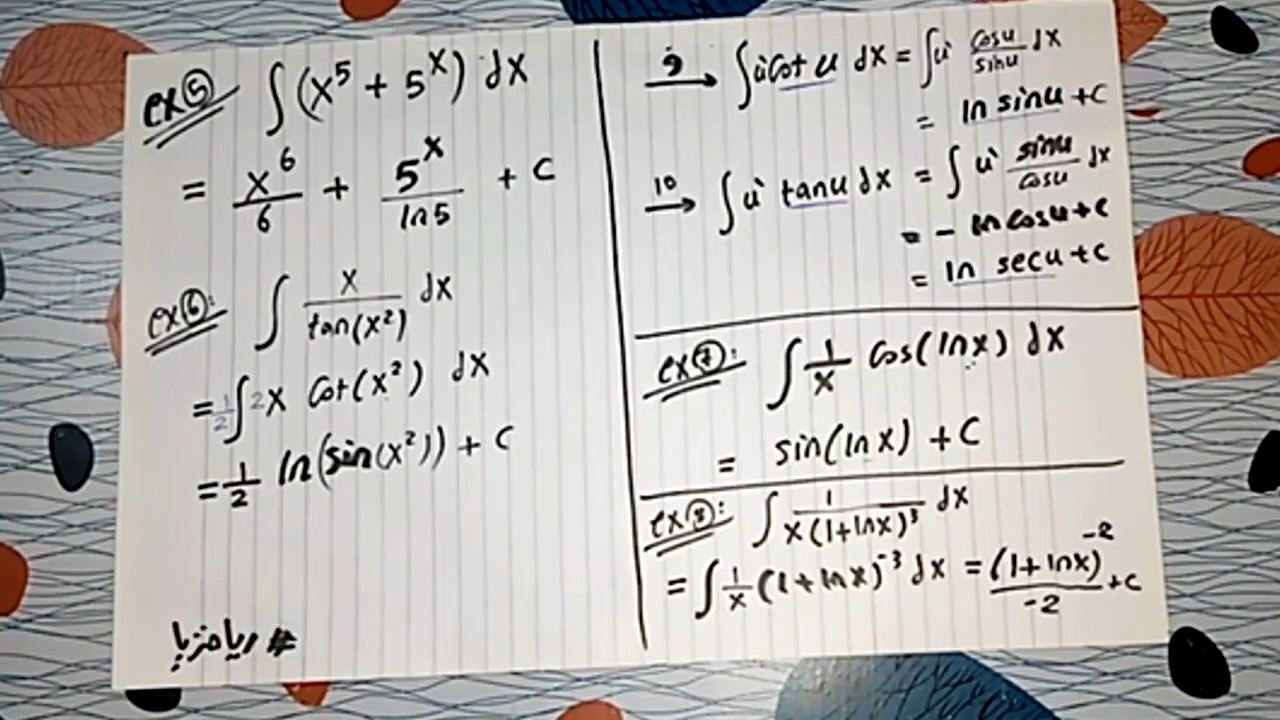 ex⑤ ∫(x⁵ + 5ˣ) dx
= x⁶/6 + 5ˣ/ln5 + c
ex⑥: ∫ x/tan(x²) dx
= 1/2 ∫ 2x Cot(x²) dx
= 1/2 ln(sin(x²)) + c
# رياضزيا
9→ ∫u` Cot u dx = ∫u` Cosu/sinu dx
= ln sinu + c
10→ ∫u` tanu dx = ∫ u` sinu/cosu dx
= - ln cosu + c
= ln secu + c
ex⑦: ∫ 1/x Cos(lnx) dx
= sin(lnx) + c
ex⑧: ∫ 1/x(1+lnx)³ dx
= ∫ 1/x (1+lnx)⁻³ dx = (1+lnx)⁻²/-2 + c